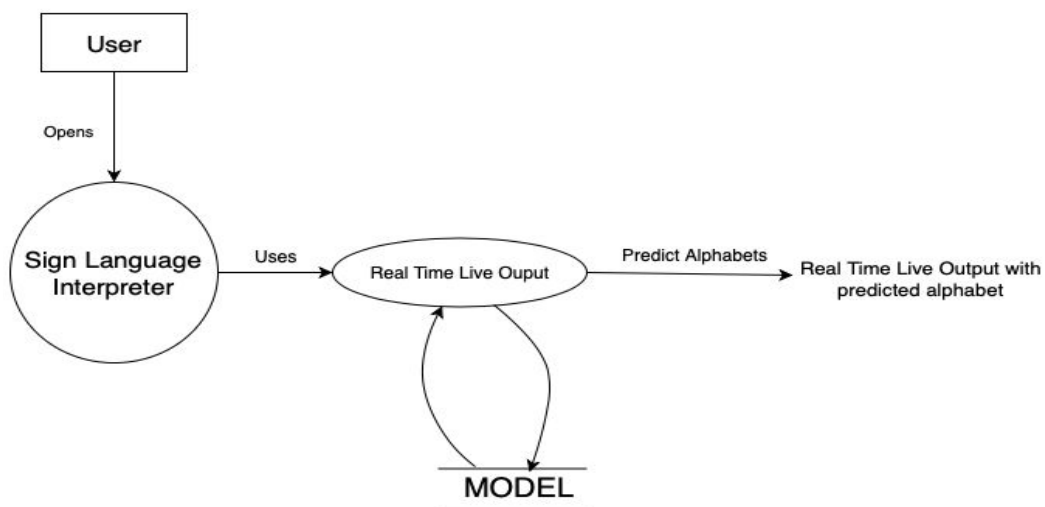 User
Opens
Sign Language
Interpreter
Uses
Real Time Live Ouput
Predict Alphabets
Real Time Live Output with
predicted alphabet
MODEL